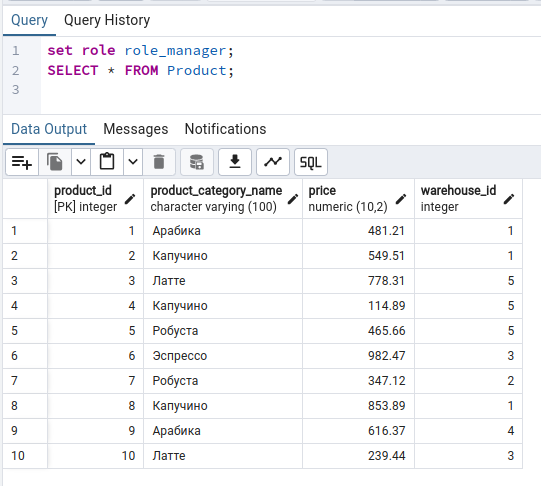 Query Query History
1 set role role_manager;
2 SELECT * FROM Product;
3
Data Output Messages Notifications
SQL
product_id product_category_name price warehouse_id
[PK] integer character varying (100) numeric (10,2) integer
1 1 Арабика 481.21 1
2 2 Капучино 549.51 1
3 3 Латте 778.31 5
4 4 Капучино 114.89 5
5 5 Робуста 465.66 5
6 6 Эспрессо 982.47 3
7 7 Робуста 347.12 2
8 8 Капучино 853.89 1
9 9 Арабика 616.37 4
10 10 Латте 239.44 3